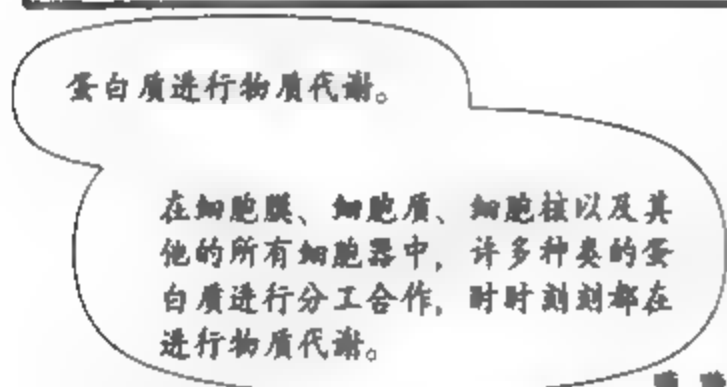 蛋白质进行物质代谢。
在细胞膜、细胞质、细胞核以及其
他的所有细胞器中，许多种类的蛋
白质进行分工合作，时时刻刻都在
进行物质代谢。